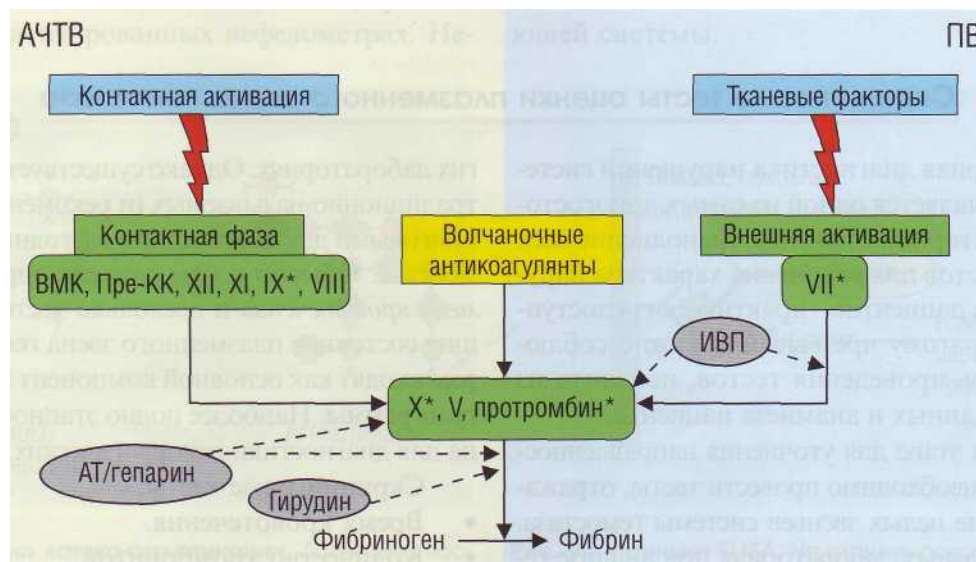 АЧТВ
ПВ
Контактная активация
Тканевые факторы
Контактная фаза
ВМК, Пре-КК, XII, XI, IX*, VIII
Волчаночные
антикоагулянты
Внешняя активация
VII*
ИВП
X*, V, протромбин*
АТ/гепарин
Гирудин
Фибриноген
Фибрин